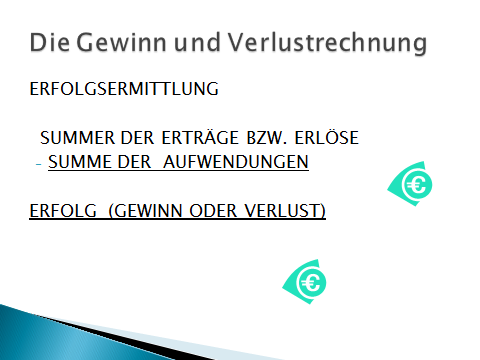 Die Gewinn und Verlustrechnung
ERFOLGSERMITTLUNG
SUMMER DER ERTRÄGE BZW. ERLÖSE
- SUMME DER AUFWENDUNGEN
ERFOLG (GEWINN ODER VERLUST)
€
€